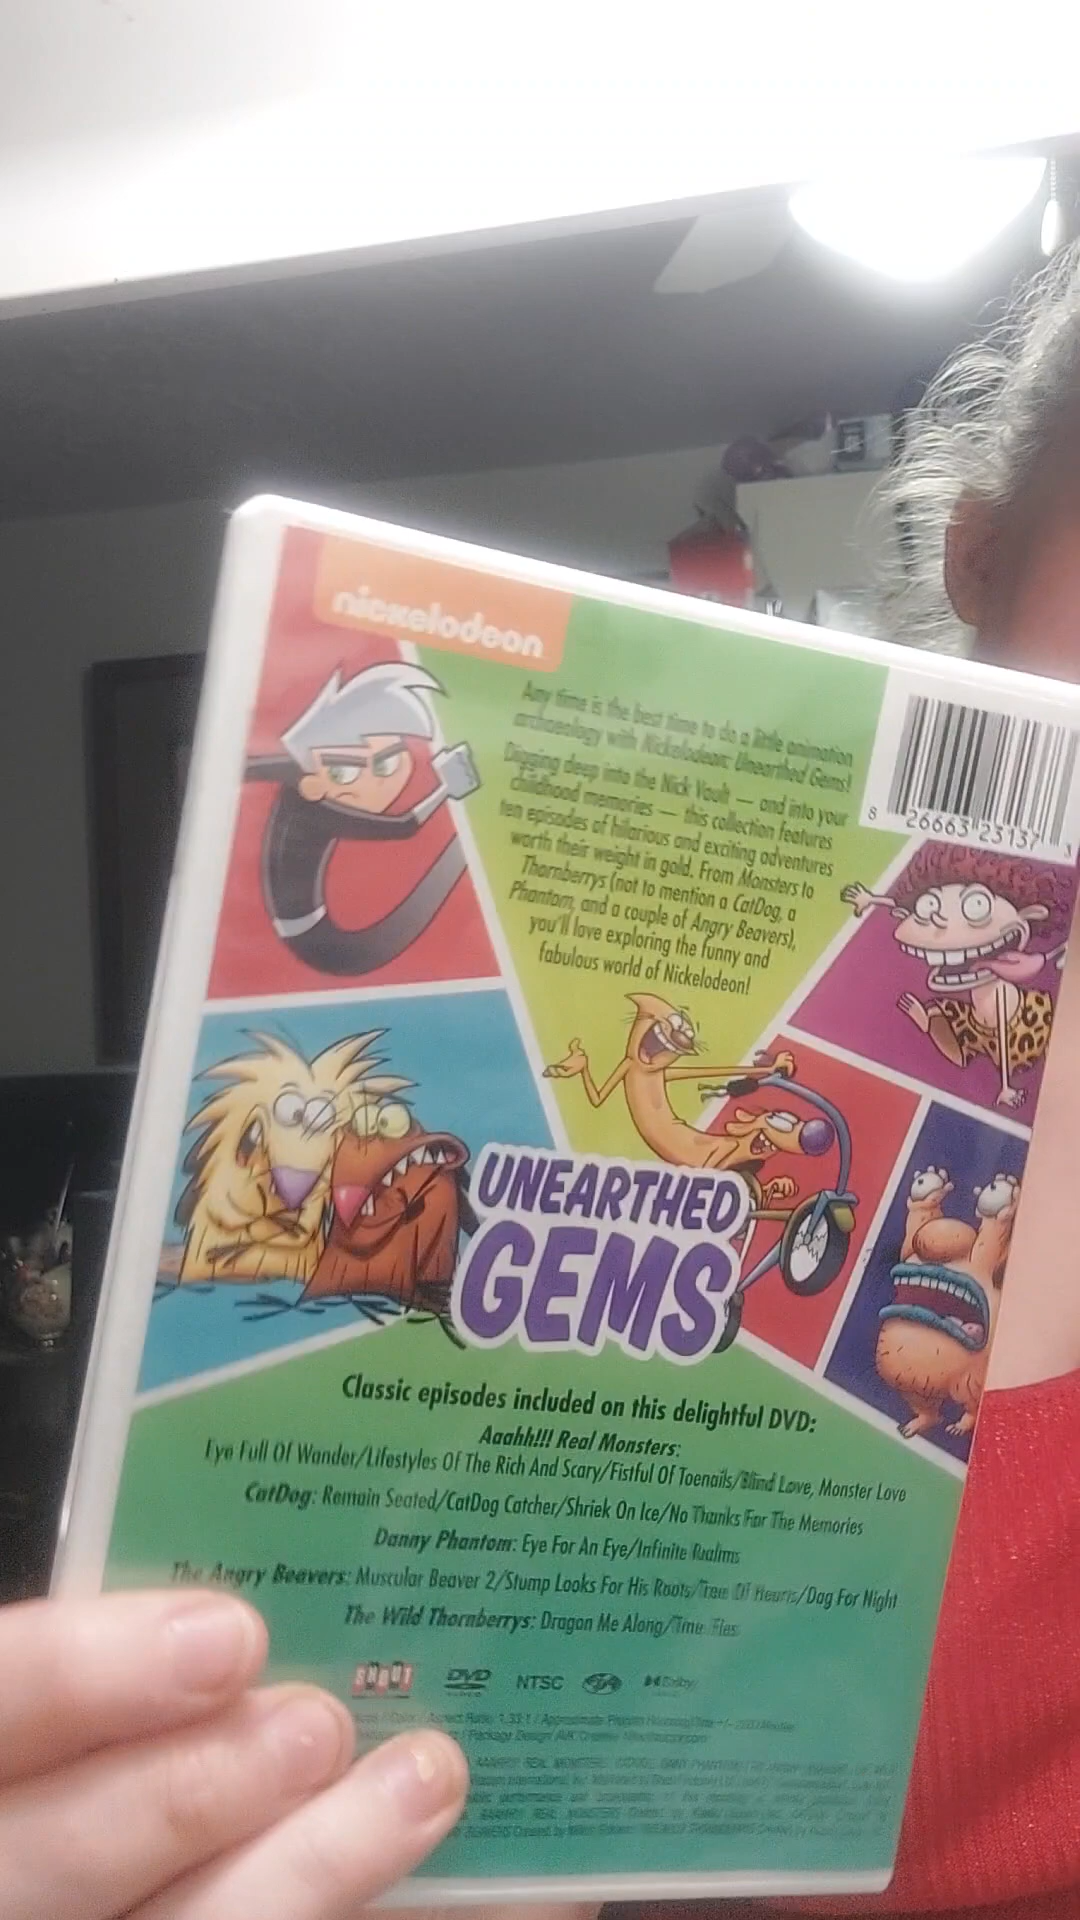 nickelodeon
Any time is the best time to do a little animation
archaeology with Nickelodeon: Unearthed Gems!
Digging deep into the Nick Vault — and into your
childhood memories — this collection features
ten episodes of hilarious and exciting adventures
worth their weight in gold. From Monsters to
Thornberrys (not to mention a CatDog, a
Phantom, and a couple of Angry Beavers),
you'll love exploring the funny and
fabulous world of Nickelodeon!
8 26663 23137 3
UNEARTHED
GEMS
Classic episodes included on this delightful DVD:
Aaahh!!! Real Monsters:
Eye Full Of Wonder/Lifestyles Of The Rich And Scary/Fistful Of Toenails/Blind Love, Monster Love
CatDog: Remain Seated/CatDog Catcher/Shriek On Ice/No Thanks For The Memories
Danny Phantom: Eye For An Eye/Infinite Realms
The Angry Beavers: Muscular Beaver 2/Stump Looks For His Roots/Tree Of Hearts/Dag For Night
The Wild Thornberrys: Dragon Me Along/Time Flies
SHOUT
DVD VIDEO NTSC Dolby